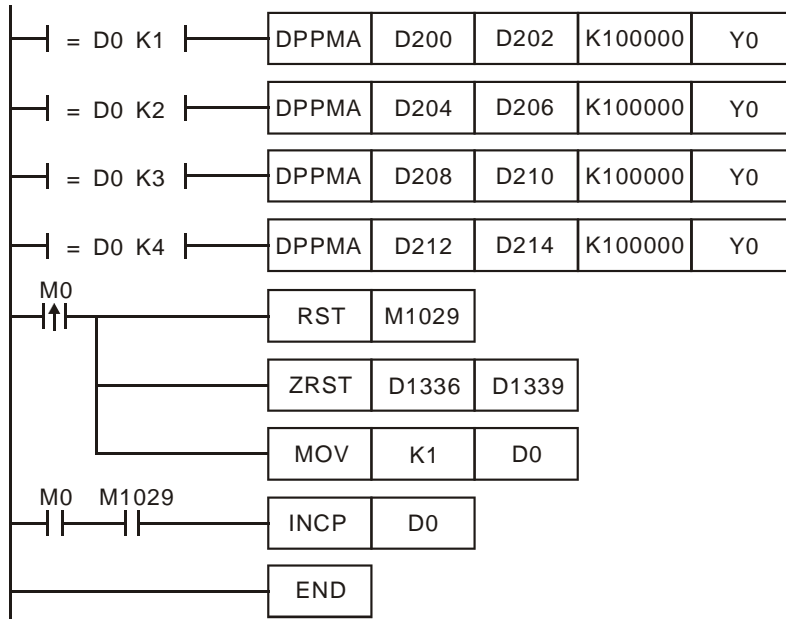 = D0 K1 DPPMA D200 D202 K100000 Y0
= D0 K2 DPPMA D204 D206 K100000 Y0
= D0 K3 DPPMA D208 D210 K100000 Y0
= D0 K4 DPPMA D212 D214 K100000 Y0
M0
RST M1029
ZRST D1336 D1339
MOV K1 D0
M0 M1029
INCP D0
END